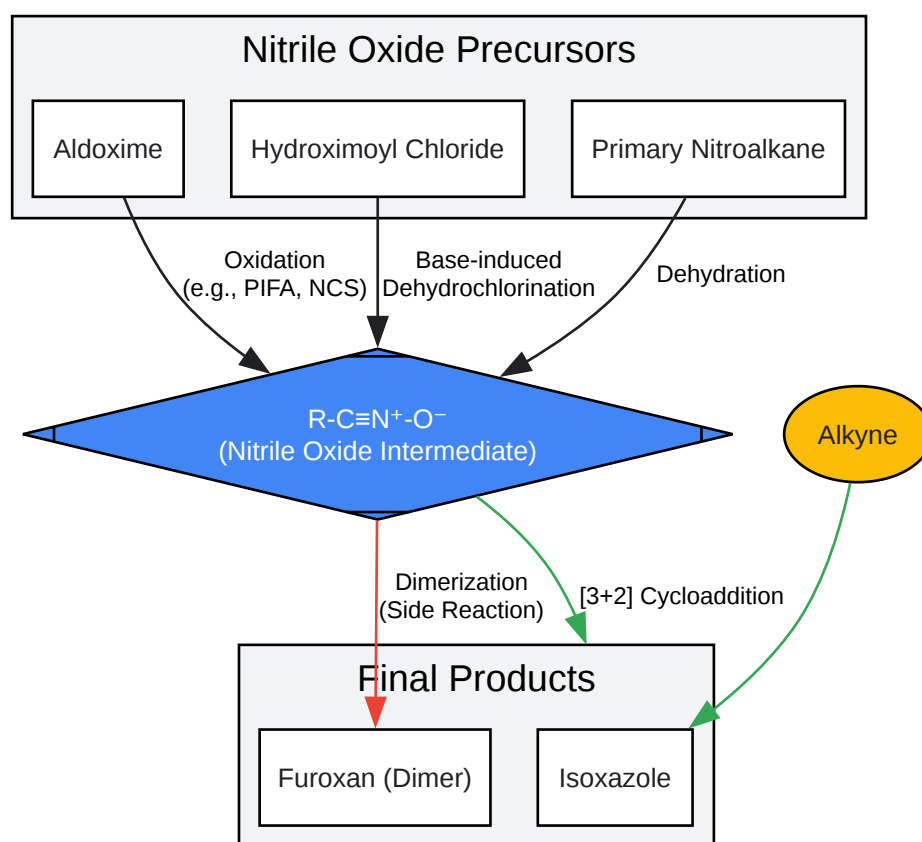 Nitrile Oxide Precursors
Aldoxime
Hydroximoyl Chloride
Primary Nitroalkane
Oxidation
(e.g., PIFA, NCS)
Base-induced
Dehydrochlorination
Dehydration
R-C≡N⁺-O⁻
(Nitrile Oxide Intermediate)
Alkyne
Dimerization
(Side Reaction)
[3+2] Cycloaddition
Final Products
Furoxan (Dimer)
Isoxazole